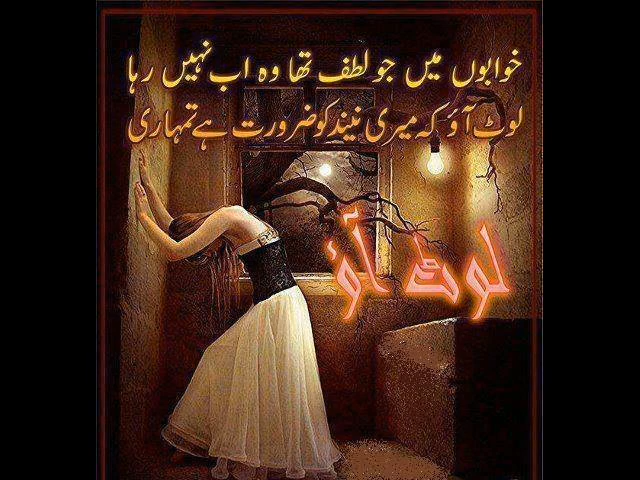 خوابوں میں جو لطف تھا وہ اب نہیں رہا
لوٹ آؤ کہ میری نیند کو ضرورت ہے تمہاری
لوٹ آؤ